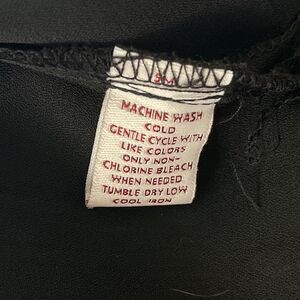 SM
MACHINE WASH
COLD
GENTLE CYCLE WITH
LIKE COLORS
ONLY NON-
CHLORINE BLEACH
WHEN NEEDED
TUMBLE DRY LOW
COOL IRON